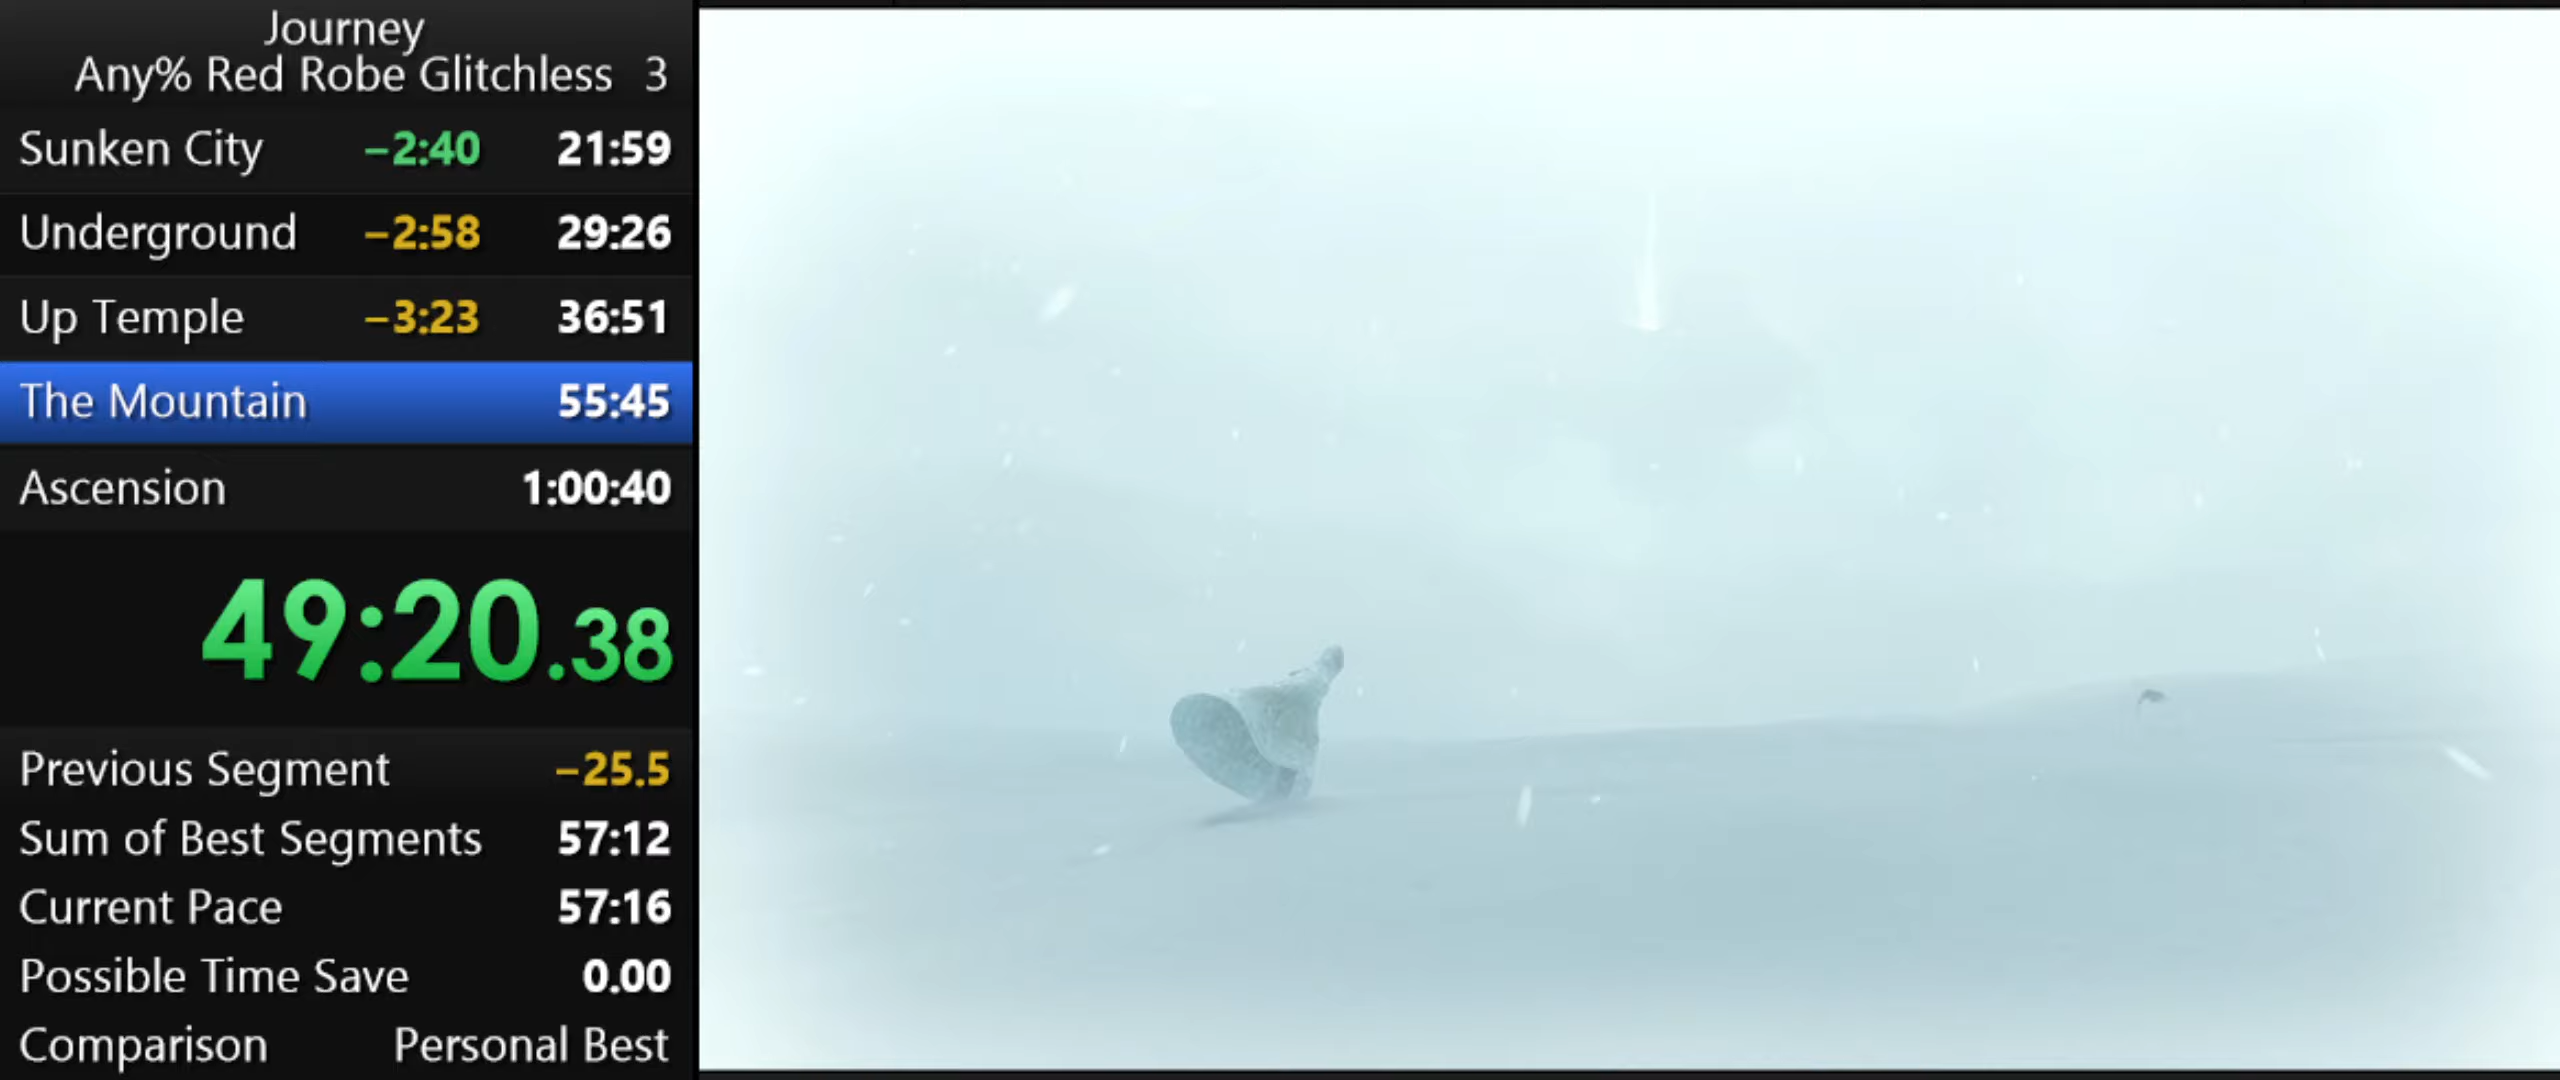 Journey
Any% Red Robe Glitchless 3
Sunken City −2:40 21:59
Underground −2:58 29:26
Up Temple −3:23 36:51
The Mountain 55:45
Ascension 1:00:40
49:20.38
Previous Segment −25.5
Sum of Best Segments 57:12
Current Pace 57:16
Possible Time Save 0.00
Comparison Personal Best